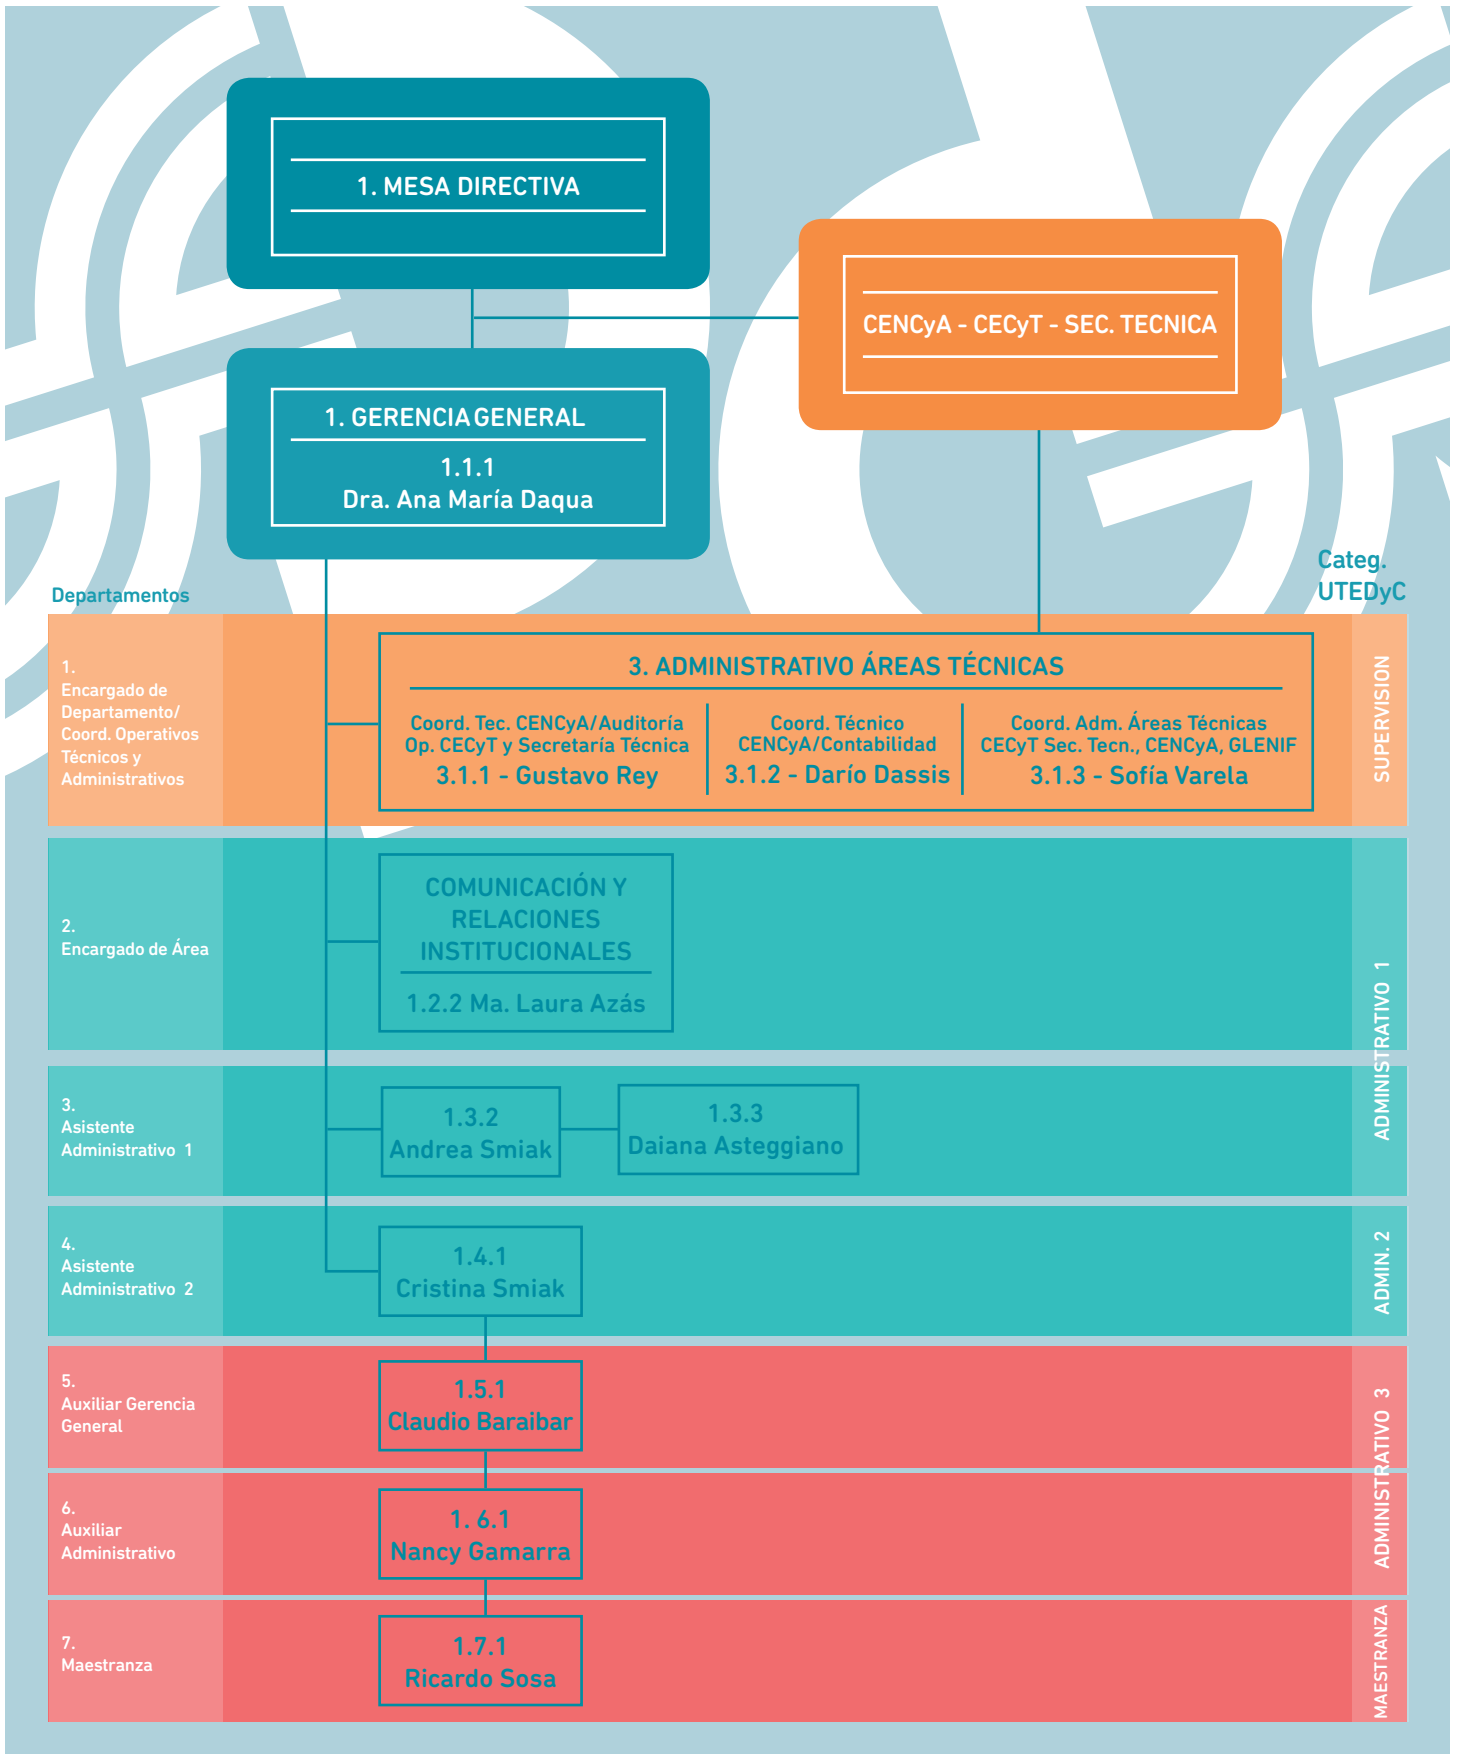 1. MESA DIRECTIVA
CENCyA - CECyT - SEC. TECNICA
1. GERENCIA GENERAL
1.1.1
Dra. Ana María Daqua
Categ.
UTEDyC
Departamentos
1.
Encargado de
Departamento/
Coord. Operativos
Técnicos y
Administrativos
3. ADMINISTRATIVO ÁREAS TÉCNICAS
Coord. Tec. CENCyA/Auditoría
Op. CECyT y Secretaría Técnica
3.1.1 - Gustavo Rey
Coord. Técnico
CENCyA/Contabilidad
3.1.2 - Darío Dassis
Coord. Adm. Áreas Técnicas
CECyT Sec. Tecn., CENCyA, GLENIF
3.1.3 - Sofía Varela
SUPERVISION
2.
Encargado de Área
COMUNICACIÓN Y
RELACIONES
INSTITUCIONALES
1.2.2 Ma. Laura Azás
ADMINISTRATIVO 1
3.
Asistente
Administrativo 1
1.3.2
Andrea Smiak
1.3.3
Daiana Asteggiano
4.
Asistente
Administrativo 2
1.4.1
Cristina Smiak
ADMIN. 2
5.
Auxiliar Gerencia
General
1.5.1
Claudio Baraibar
ADMINISTRATIVO 3
6.
Auxiliar
Administrativo
1. 6.1
Nancy Gamarra
7.
Maestranza
1.7.1
Ricardo Sosa
MAESTRANZA